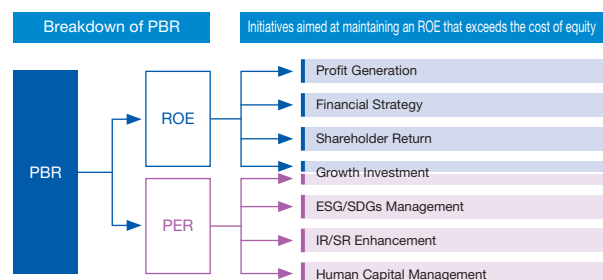 Breakdown of PBR
Initiatives aimed at maintaining an ROE that exceeds the cost of equity
PBR
ROE
PER
Profit Generation
Financial Strategy
Shareholder Return
Growth Investment
ESG/SDGs Management
IR/SR Enhancement
Human Capital Management